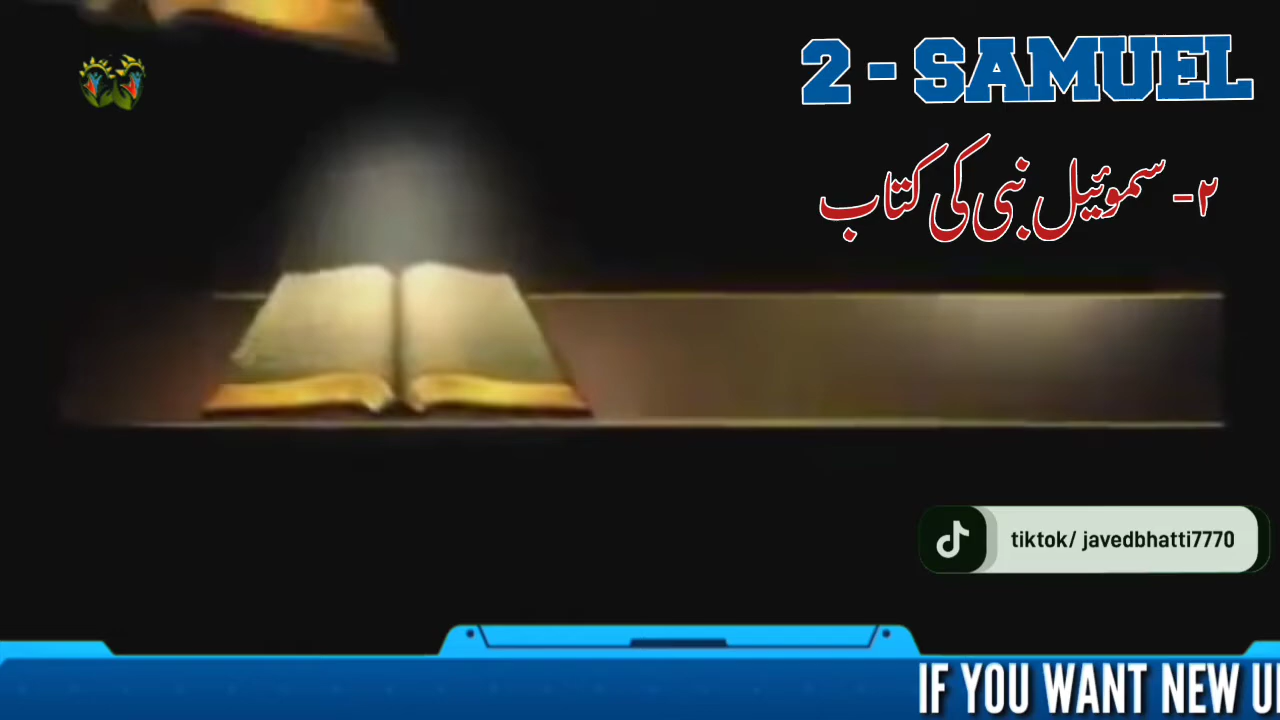 2 - SAMUEL
۲- سموئیل نبی کی کتاب
tiktok/ javedbhatti7770
IF YOU WANT NEW